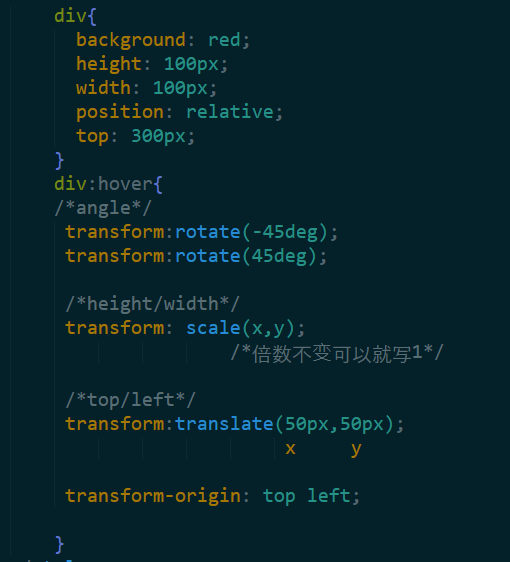 div{
background: red;
height: 100px;
width: 100px;
position: relative;
top: 300px;
}
div:hover{
/*angle*/
transform:rotate(-45deg);
transform:rotate(45deg);
/*height/width*/
transform: scale(x,y);
/*倍数不变可以就写1*/
/*top/left*/
transform:translate(50px,50px);
x y
transform-origin: top left;
}